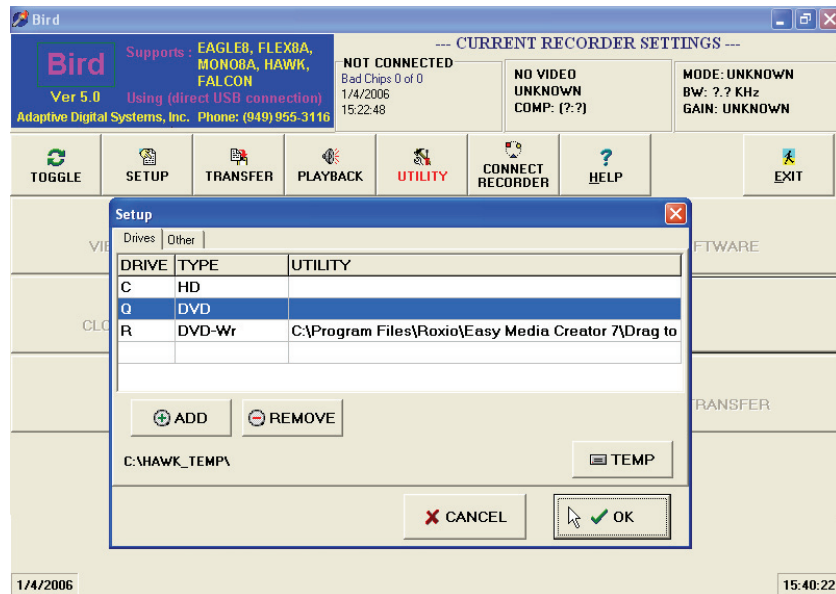 Bird
Bird
Ver 5.0
Adaptive Digital Systems, Inc.
Supports :
EAGLE8, FLEX8A,
MONO8A, HAWK,
FALCON
Using (direct USB connection)
Phone: (949) 955-3116
--- CURRENT RECORDER SETTINGS ---
NOT CONNECTED
Bad Chips 0 of 0
1/4/2006
15:22:48
NO VIDEO
UNKNOWN
COMP: (?:?)
MODE: UNKNOWN
BW: ?.? KHz
GAIN: UNKNOWN
TOGGLE
SETUP
TRANSFER
PLAYBACK
UTILITY
CONNECT
RECORDER
HELP
EXIT
VIE
FTWARE
CLO
RANSFER
Setup
Drives
Other
DRIVE TYPE UTILITY
C HD
Q DVD
R DVD-Wr C:\Program Files\Roxio\Easy Media Creator 7\Drag to
ADD
REMOVE
C:\HAWK_TEMP\
TEMP
CANCEL
OK
1/4/2006
15:40:22